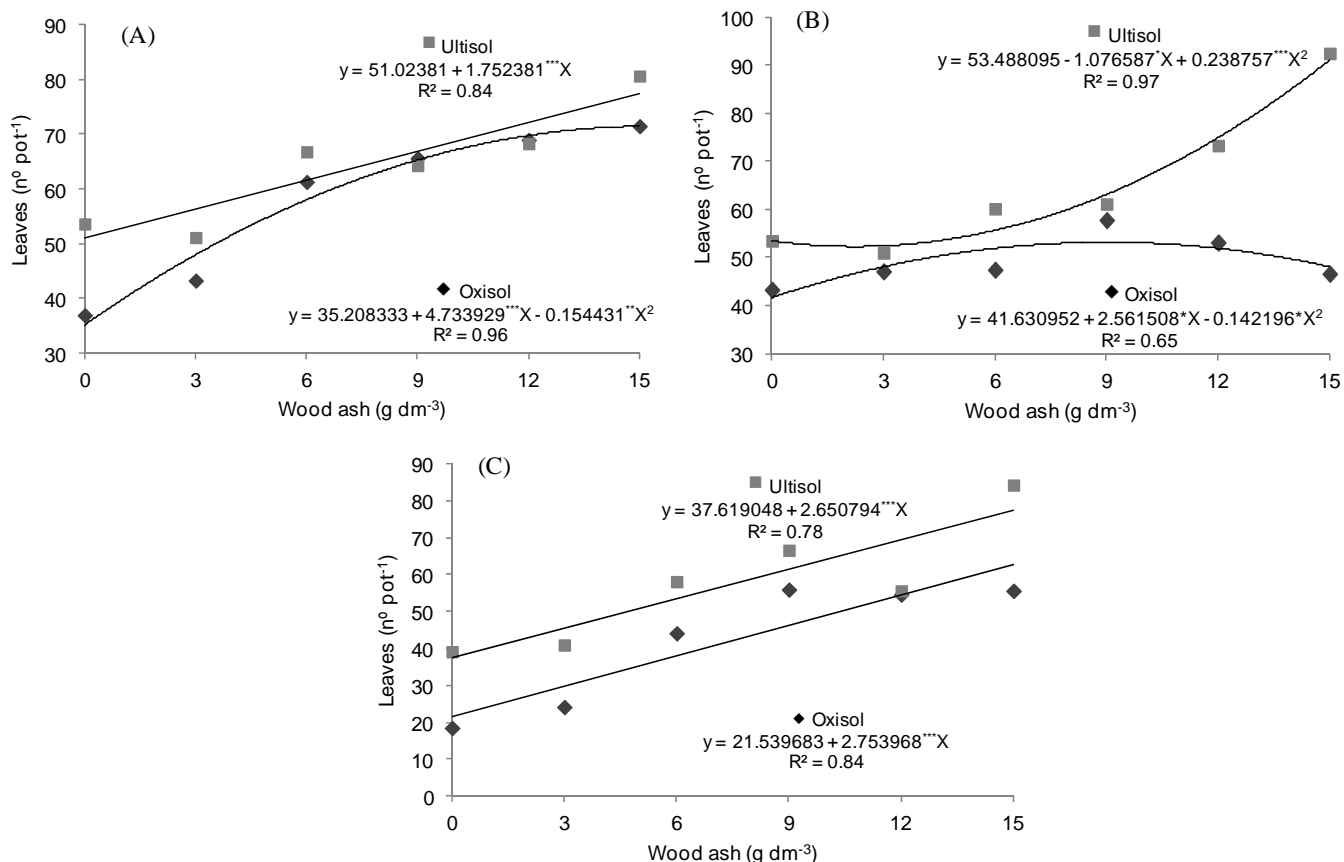 (A)
90
80
70
60
50
40
30
Leaves (nº pot⁻¹)
Ultisol
y = 51.02381 + 1.752381***X
R² = 0.84
Oxisol
y = 35.208333 + 4.733929***X - 0.154431**X²
R² = 0.96
0 3 6 9 12 15
Wood ash (g dm⁻³)
(B)
100
90
80
70
60
50
40
30
Leaves (nº pot⁻¹)
Ultisol
y = 53.488095 - 1.076587*X + 0.238757***X²
R² = 0.97
Oxisol
y = 41.630952 + 2.561508*X - 0.142196*X²
R² = 0.65
0 3 6 9 12 15
Wood ash (g dm⁻³)
(C)
90
80
70
60
50
40
30
20
10
0
Leaves (nº pot⁻¹)
Ultisol
y = 37.619048 + 2.650794***X
R² = 0.78
Oxisol
y = 21.539683 + 2.753968***X
R² = 0.84
0 3 6 9 12 15
Wood ash (g dm⁻³)